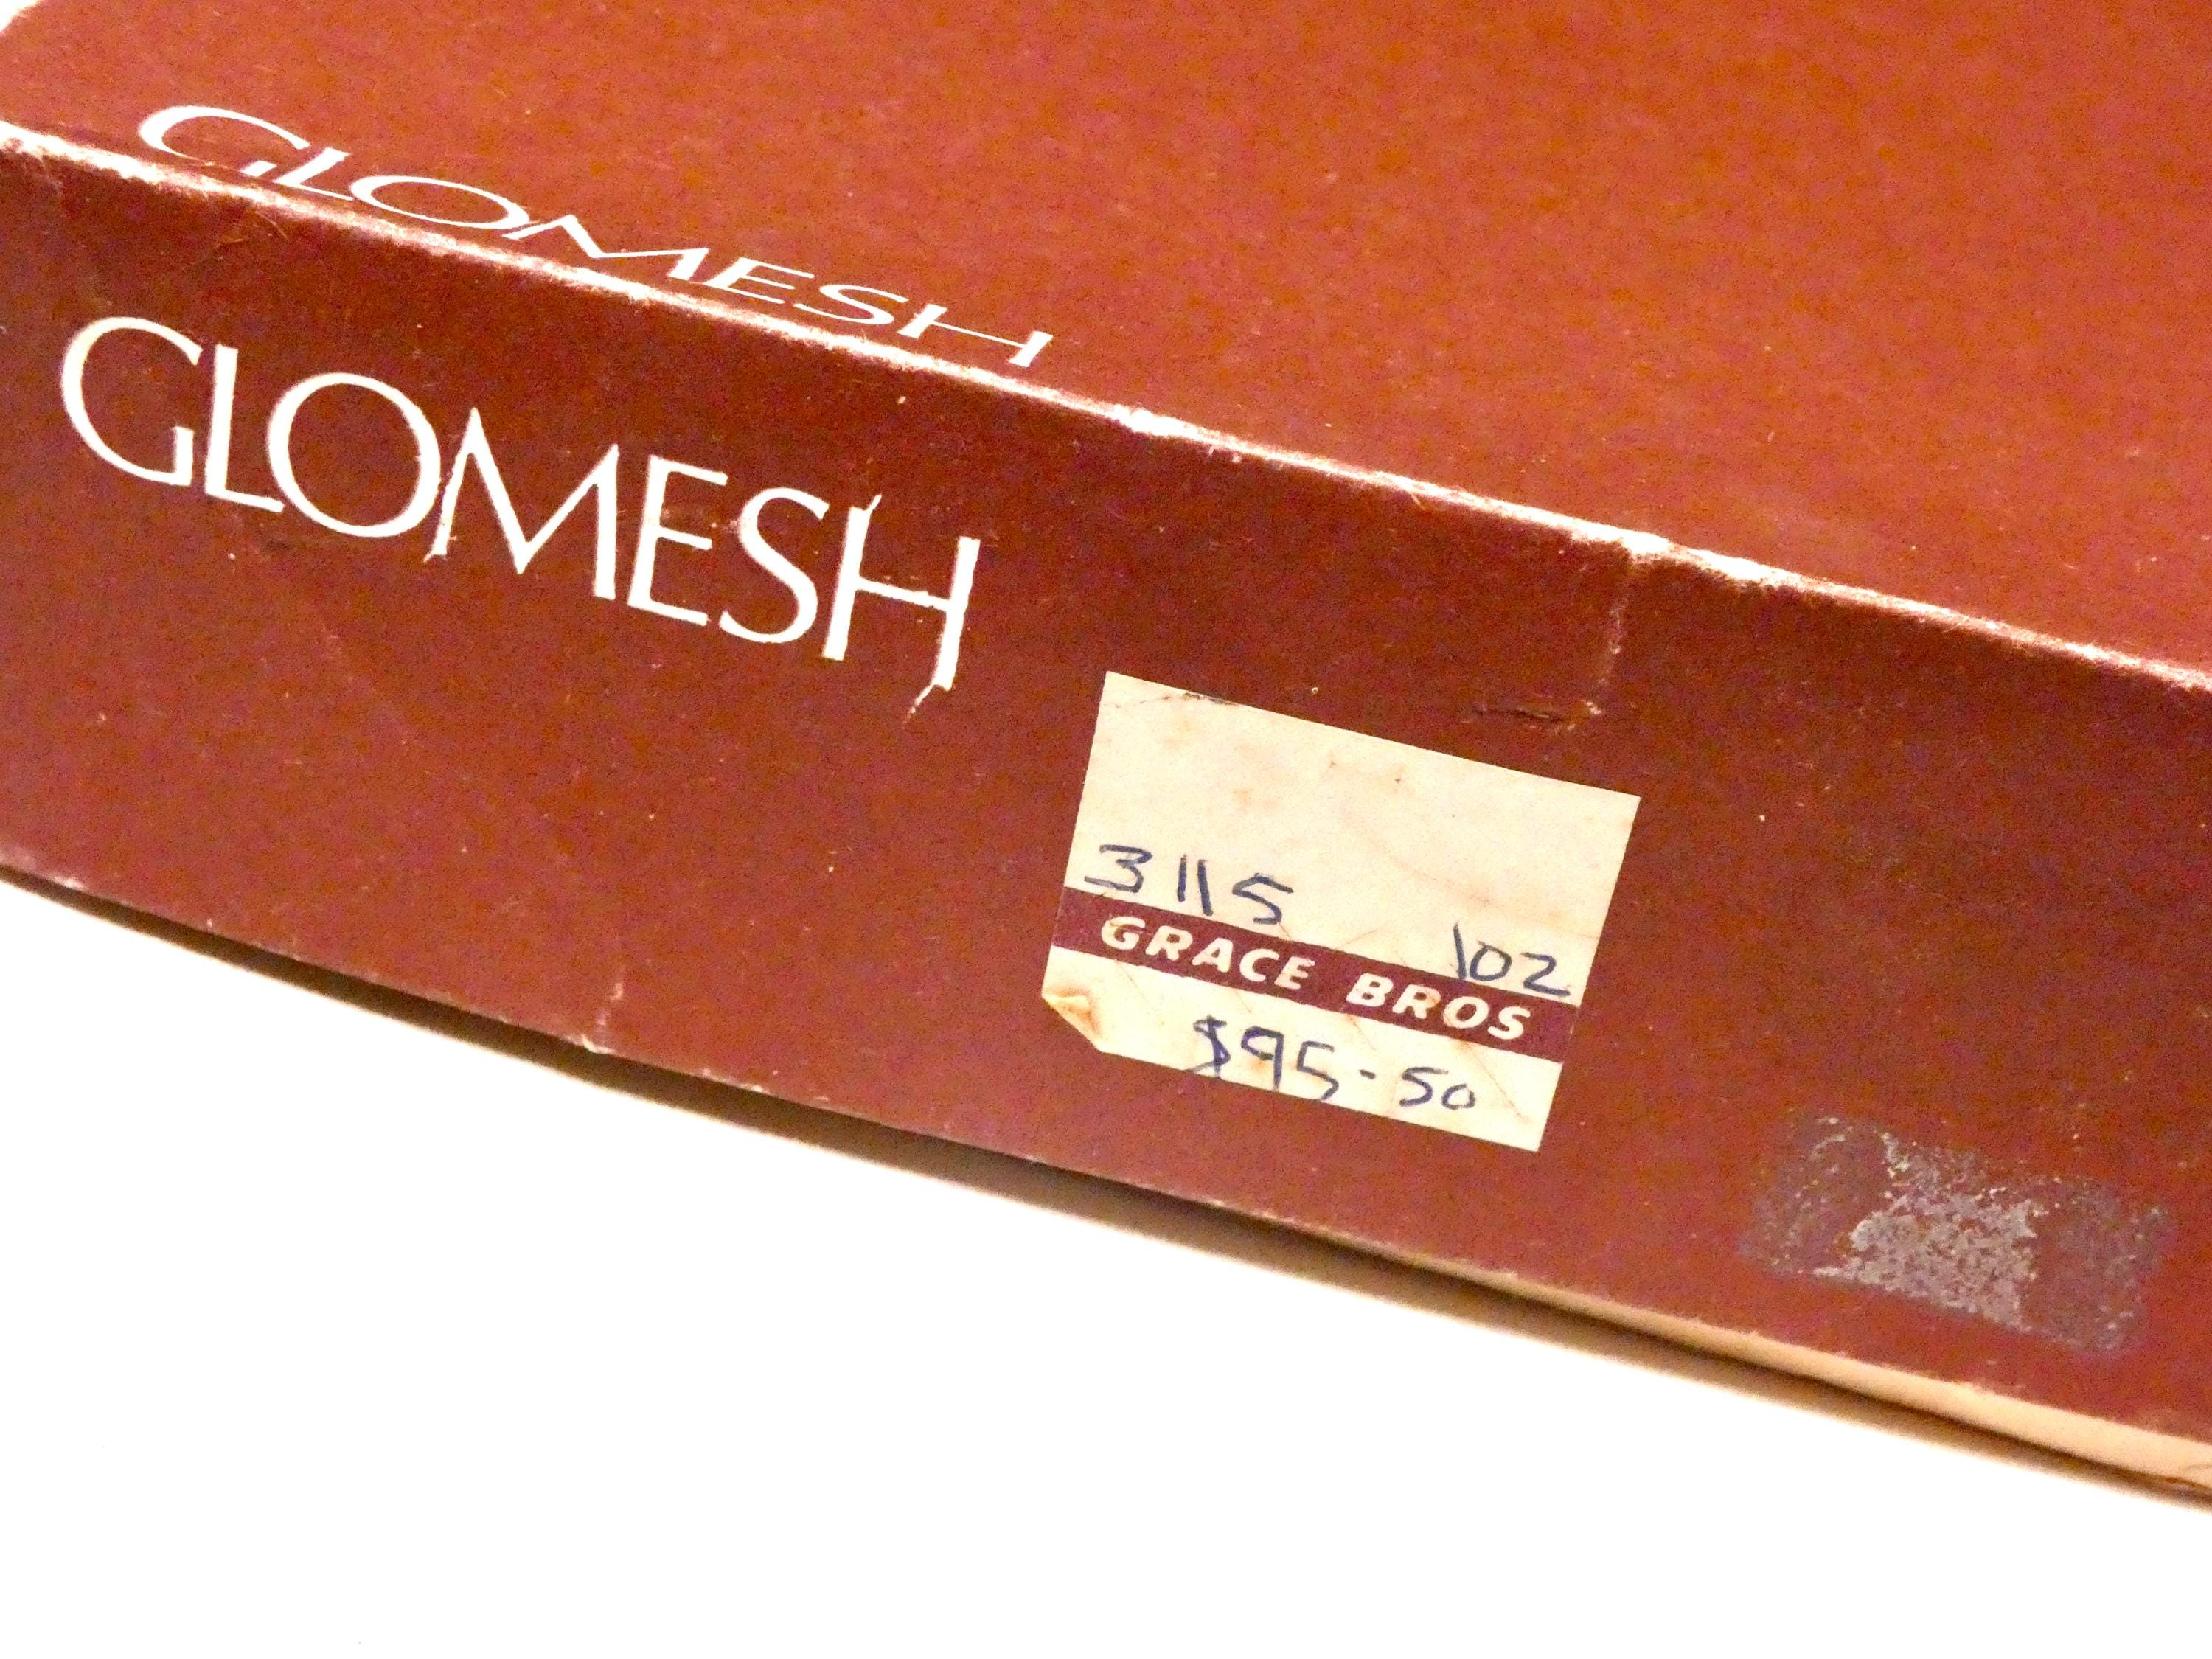 GLOMESH
GLOMESH
3115 102
GRACE BROS
$95-50